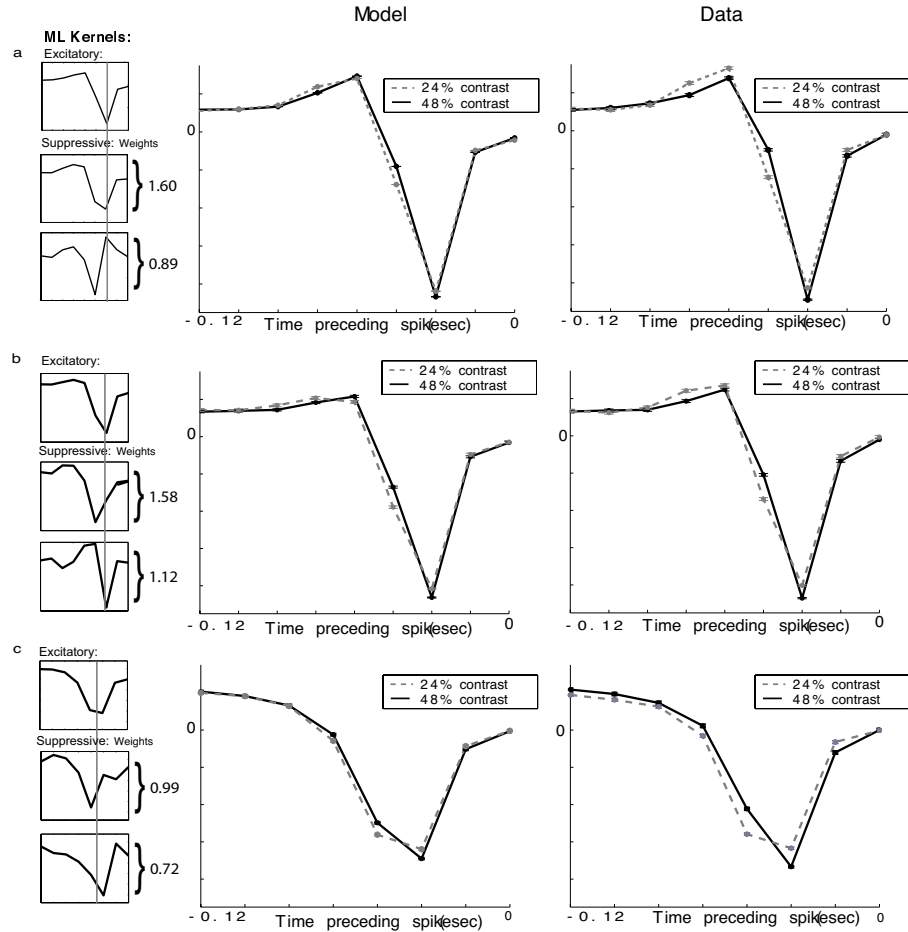 Model Data
ML Kernels:
a
Excitatory:
24% contrast
48% contrast
24% contrast
48% contrast
0
0
Suppressive: Weights
1.60
0.89
-0.12 Time preceding spik(esec) 0
-0.12 Time preceding spik(esec) 0
b
Excitatory:
24% contrast
48% contrast
24% contrast
48% contrast
0
0
Suppressive: Weights
1.58
1.12
-0.12 Time preceding spik(esec) 0
-0.12 Time preceding spik(esec) 0
c
Excitatory:
24% contrast
48% contrast
24% contrast
48% contrast
0
0
Suppressive: Weights
0.99
0.72
-0.12 Time preceding spik(esec) 0
-0.12 Time preceding spik(esec) 0